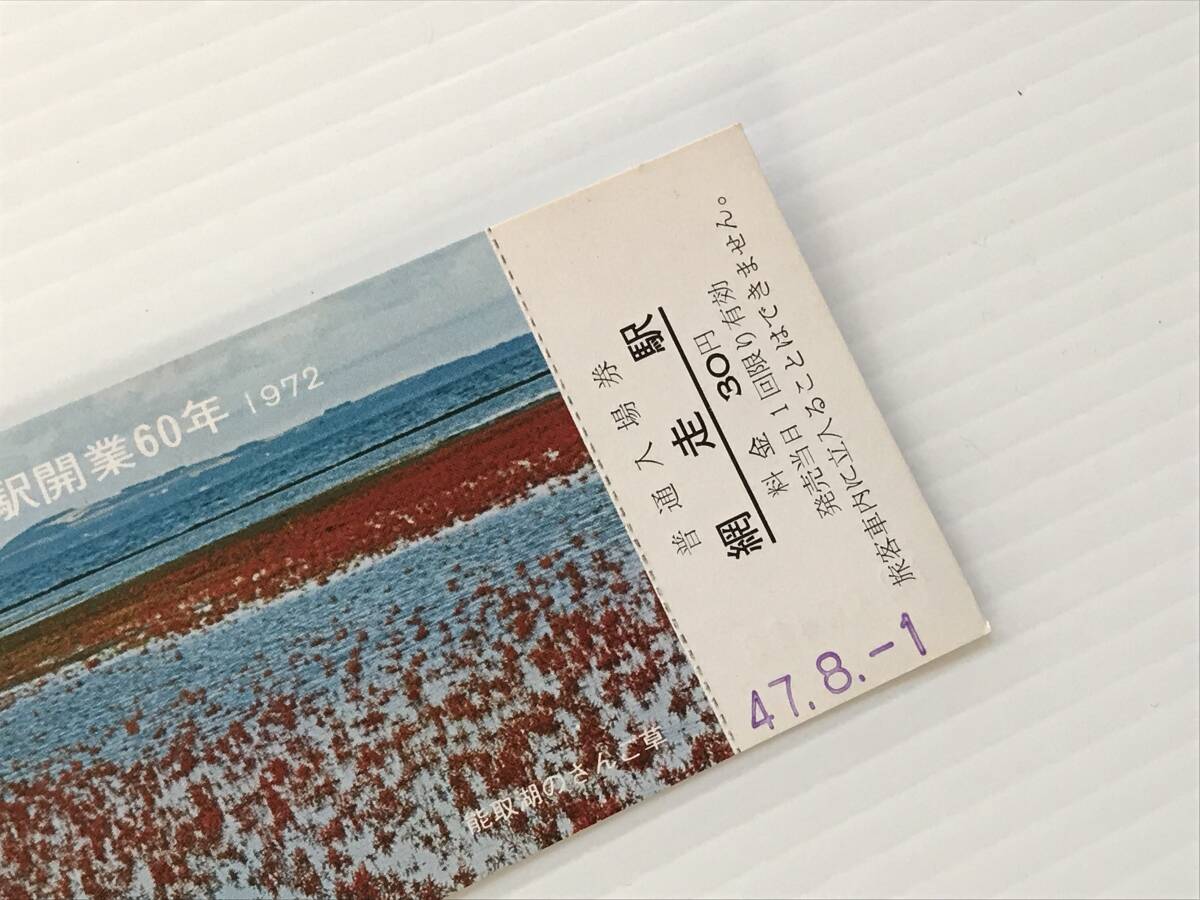 駅開業60年 1972
能取湖のさんご草
普通入場券
網走駅
料金 30円
発売当日1回限り有効
旅客車内に立入ることはできません。
47.8.-1